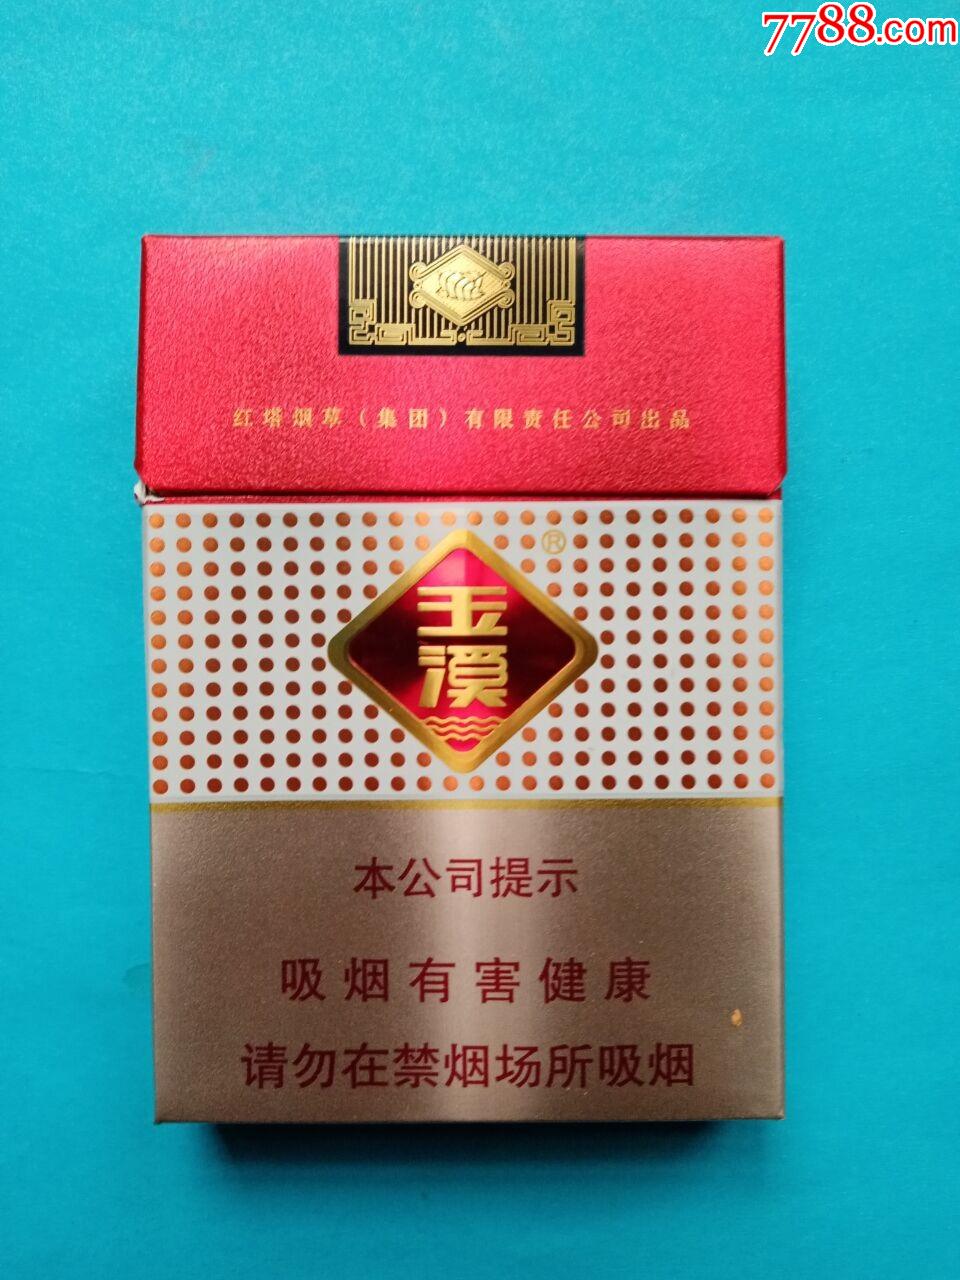 7788.com
红塔烟草（集团）有限责任公司出品
®
玉
溪
本公司提示
吸烟有害健康
请勿在禁烟场所吸烟